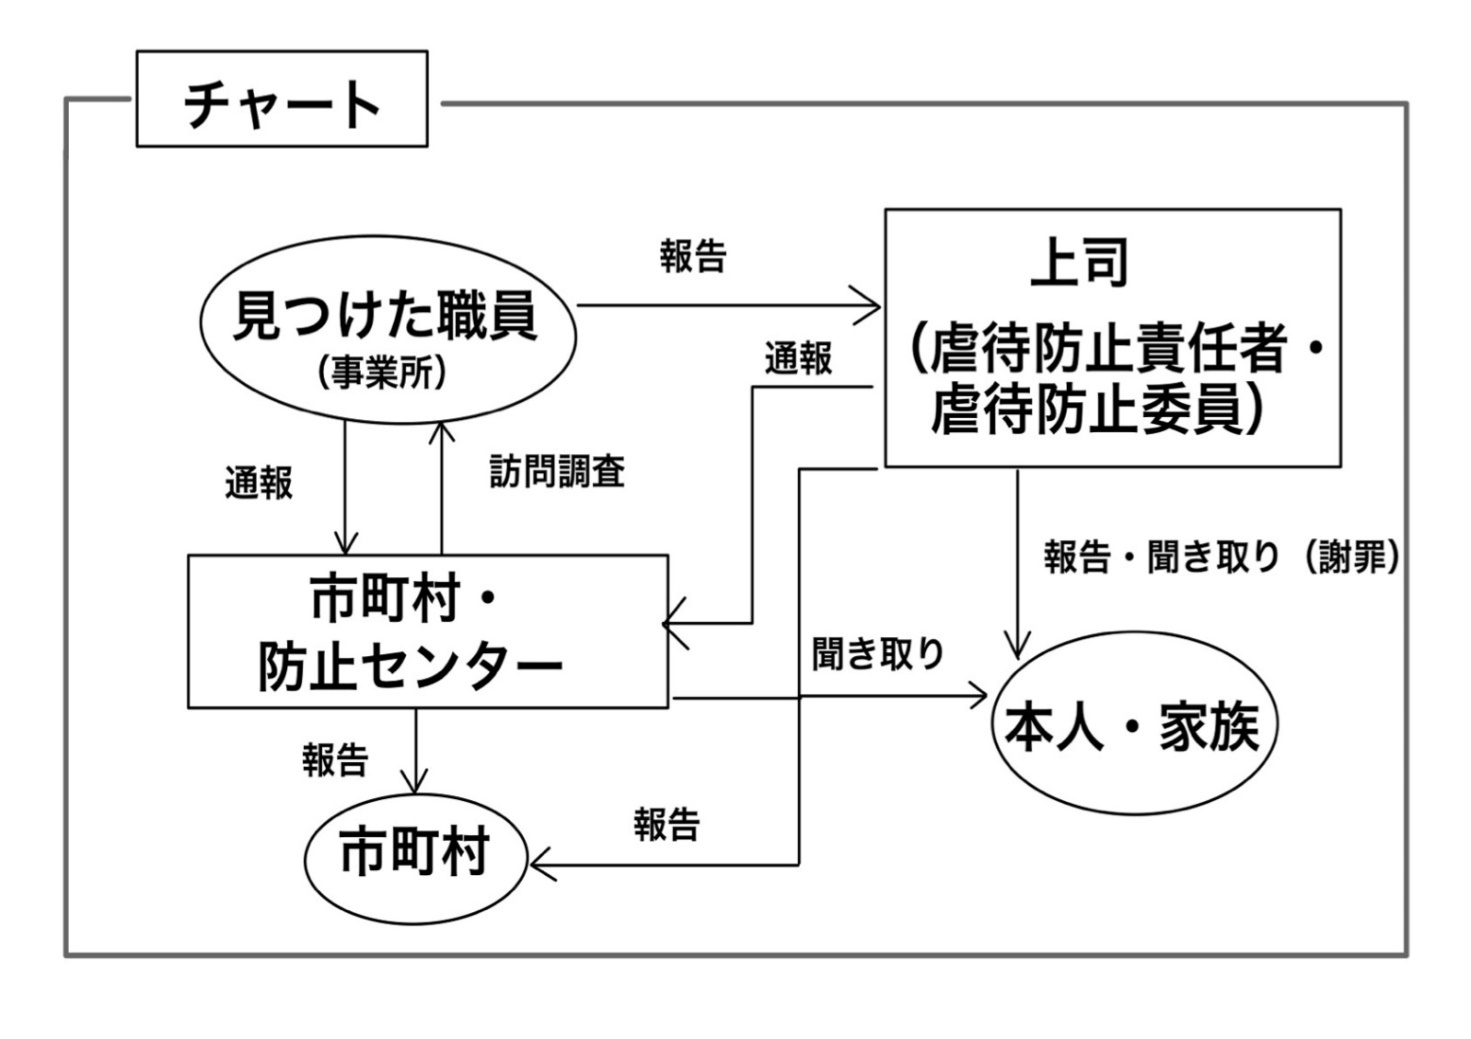 チャート
報告
上司
見つけた職員
（事業所）
（虐待防止責任者・
虐待防止委員）
通報
通報
訪問調査
報告・聞き取り（謝罪）
市町村・
防止センター
聞き取り
本人・家族
報告
報告
市町村